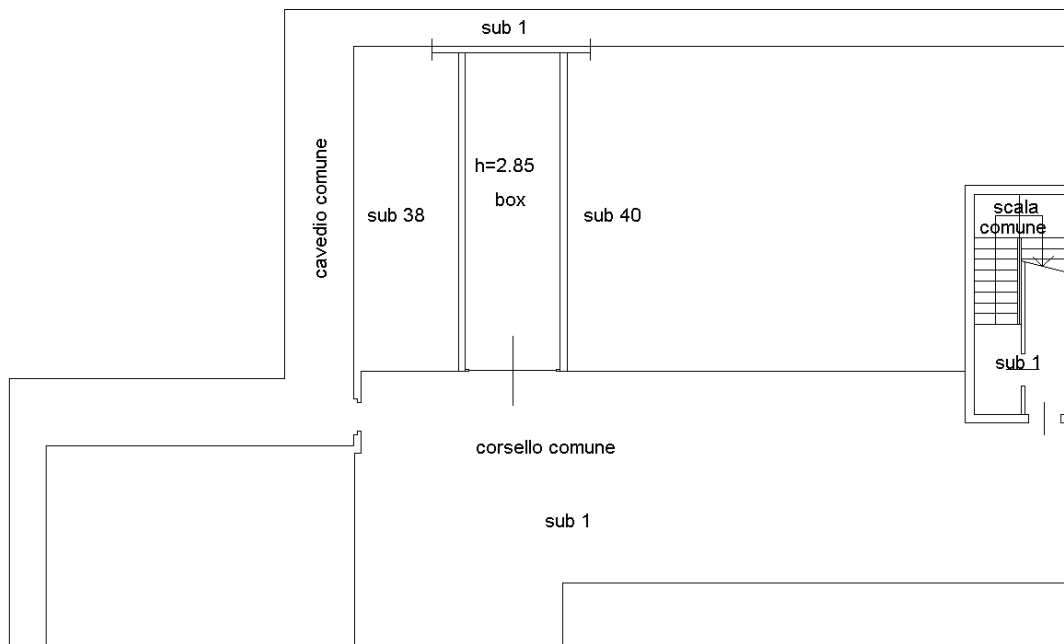 sub 1
cavedio comune
h=2.85
box
sub 38
sub 40
scala
comune
sub 1
corsello comune
sub 1